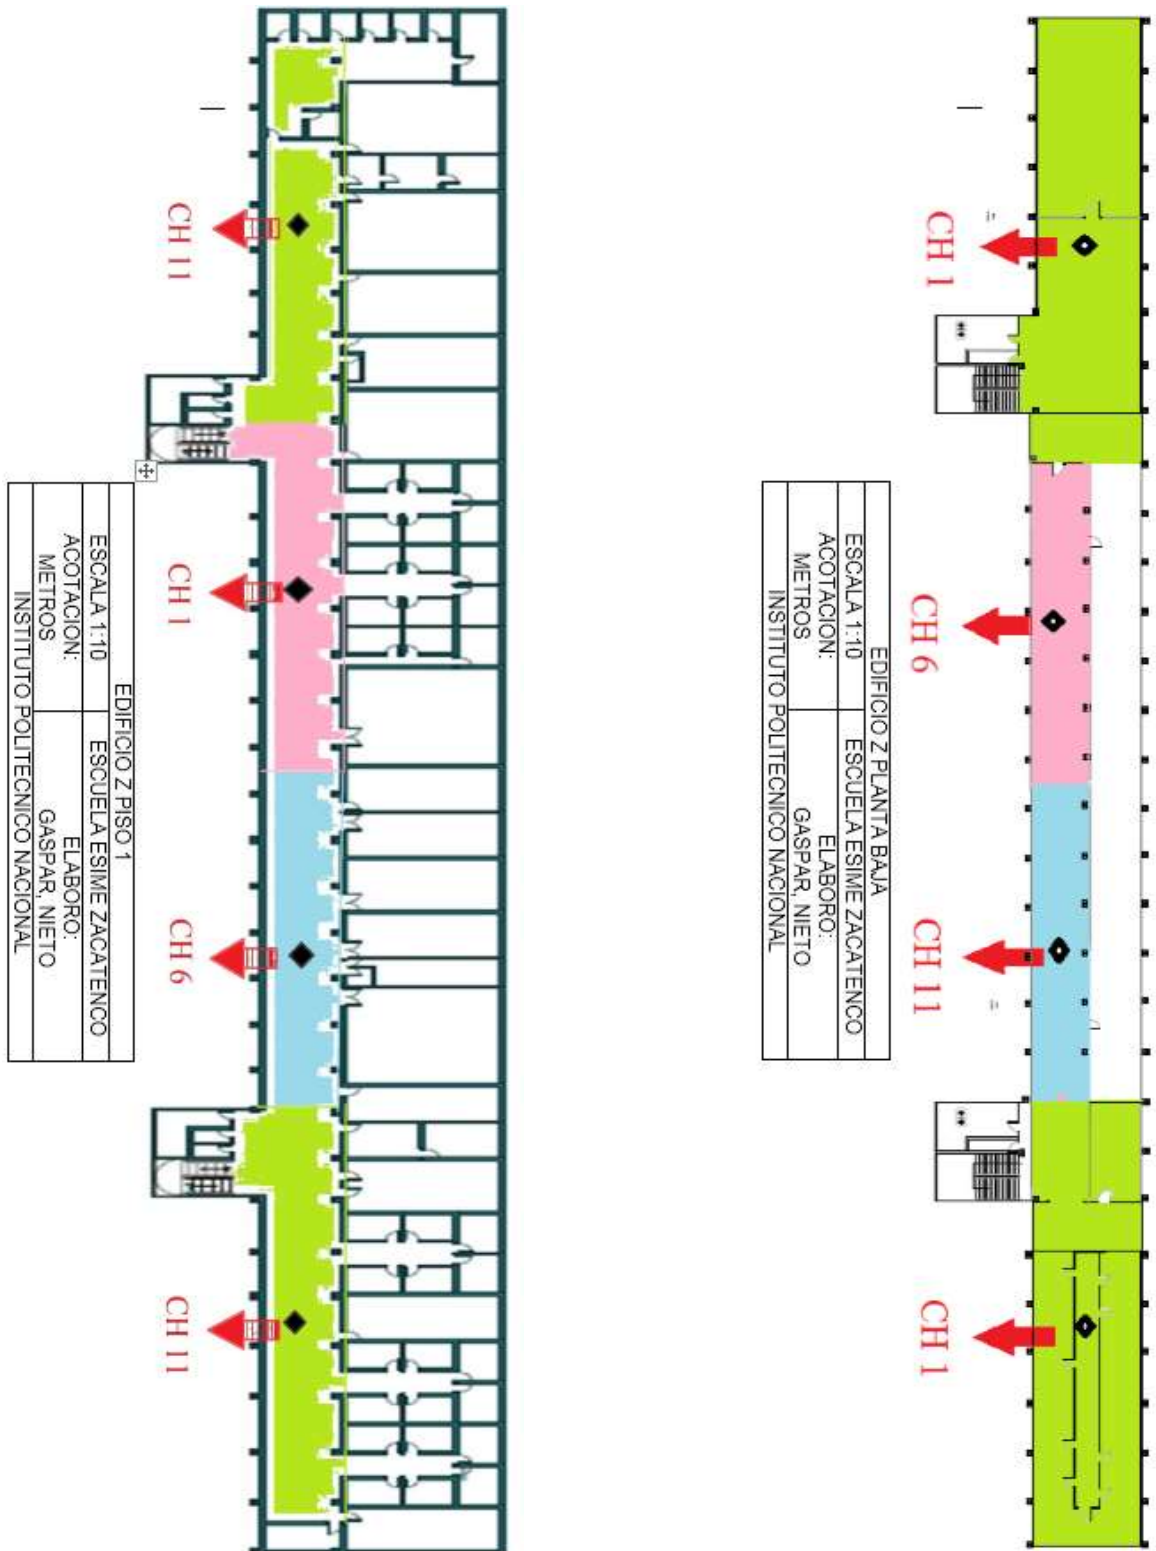 EDIFICIO Z PLANTA BAJA
ESCALA 1:10
ESCUELA ESIME ZACATENCO
ACOTACION:
METROS
ELABORO:
GASPAR, NIETO
INSTITUTO POLITECNICO NACIONAL
CH 1
CH 6
CH 11
CH 1
EDIFICIO Z PISO 1
ESCALA 1:10
ESCUELA ESIME ZACATENCO
ACOTACION:
METROS
ELABORO:
GASPAR, NIETO
INSTITUTO POLITECNICO NACIONAL
CH 11
CH 1
CH 6
CH 11